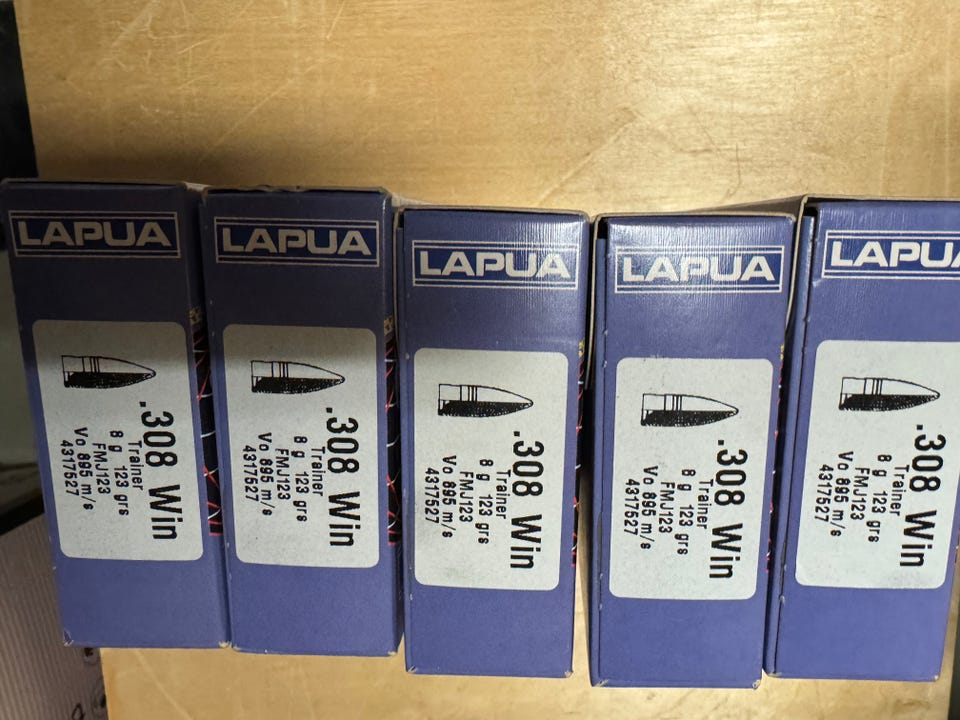 LAPUA
.308 Win
Trainer
8 g 123 grs
FMJ123
Vo 895 m/s
4317527
LAPUA
.308 Win
Trainer
8 g 123 grs
FMJ123
Vo 895 m/s
4317527
LAPUA
.308 Win
Trainer
8 g 123 grs
FMJ123
Vo 895 m/s
4317527
LAPUA
.308 Win
Trainer
8 g 123 grs
FMJ123
Vo 895 m/s
4317527
LAPUA
.308 Win
Trainer
8 g 123 grs
FMJ123
Vo 895 m/s
4317527